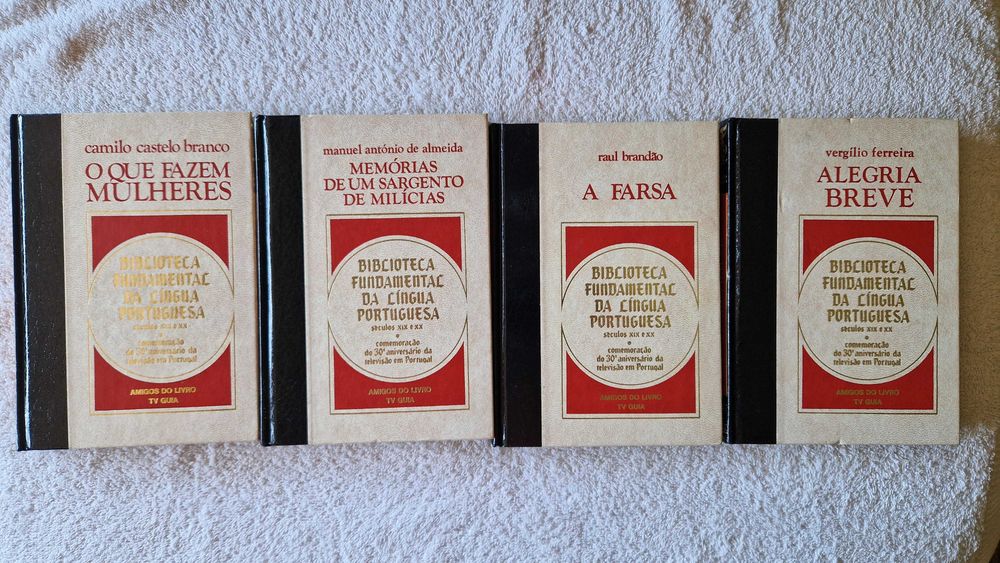 camilo castelo branco
O QUE FAZEM
MULHERES
BIBLIOTECA
FUNDAMENTAL
DA LÍNGUA
PORTUGUESA
séculos XIX e XX
comemoração
do 30º aniversário da
televisão em Portugal
AMIGOS DO LIVRO
TV GUIA
manuel antónio de almeida
MEMÓRIAS
DE UM SARGENTO
DE MILÍCIAS
BIBLIOTECA
FUNDAMENTAL
DA LÍNGUA
PORTUGUESA
séculos XIX e XX
comemoração
do 30º aniversário da
televisão em Portugal
AMIGOS DO LIVRO
TV GUIA
raul brandão
A FARSA
BIBLIOTECA
FUNDAMENTAL
DA LÍNGUA
PORTUGUESA
séculos XIX e XX
comemoração
do 30º aniversário da
televisão em Portugal
AMIGOS DO LIVRO
TV GUIA
vergílio ferreira
ALEGRIA
BREVE
BIBLIOTECA
FUNDAMENTAL
DA LÍNGUA
PORTUGUESA
séculos XIX e XX
comemoração
do 30º aniversário da
televisão em Portugal
AMIGOS DO LIVRO
TV GUIA